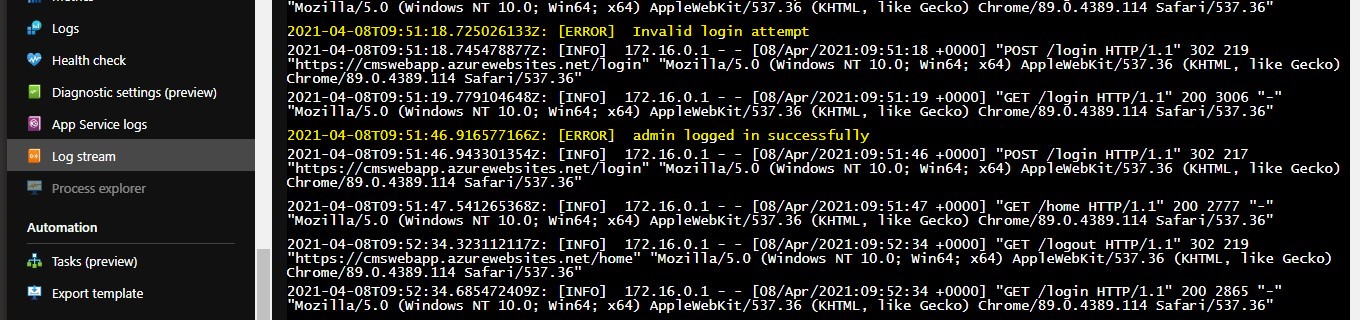 Metrics
Logs
Health check
Diagnostic settings (preview)
App Service logs
Log stream
Process explorer
Automation
Tasks (preview)
Export template
"Mozilla/5.0 (Windows NT 10.0; Win64; x64) AppleWebKit/537.36 (KHTML, like Gecko) Chrome/89.0.4389.114 Safari/537.36"
2021-04-08T09:51:18.725026133Z: [ERROR]  Invalid login attempt
2021-04-08T09:51:18.745478877Z: [INFO]  172.16.0.1 - - [08/Apr/2021:09:51:18 +0000] "POST /login HTTP/1.1" 302 219
"https://cmswebapp.azurewebsites.net/login" "Mozilla/5.0 (Windows NT 10.0; Win64; x64) AppleWebKit/537.36 (KHTML, like Gecko)
Chrome/89.0.4389.114 Safari/537.36"
2021-04-08T09:51:19.779104648Z: [INFO]  172.16.0.1 - - [08/Apr/2021:09:51:19 +0000] "GET /login HTTP/1.1" 200 3006 "-"
"Mozilla/5.0 (Windows NT 10.0; Win64; x64) AppleWebKit/537.36 (KHTML, like Gecko) Chrome/89.0.4389.114 Safari/537.36"
2021-04-08T09:51:46.916577166Z: [ERROR]  admin logged in successfully
2021-04-08T09:51:46.943301354Z: [INFO]  172.16.0.1 - - [08/Apr/2021:09:51:46 +0000] "POST /login HTTP/1.1" 302 217
"https://cmswebapp.azurewebsites.net/login" "Mozilla/5.0 (Windows NT 10.0; Win64; x64) AppleWebKit/537.36 (KHTML, like Gecko)
Chrome/89.0.4389.114 Safari/537.36"
2021-04-08T09:51:47.541265368Z: [INFO]  172.16.0.1 - - [08/Apr/2021:09:51:47 +0000] "GET /home HTTP/1.1" 200 2777 "-"
"Mozilla/5.0 (Windows NT 10.0; Win64; x64) AppleWebKit/537.36 (KHTML, like Gecko) Chrome/89.0.4389.114 Safari/537.36"
2021-04-08T09:52:34.323112117Z: [INFO]  172.16.0.1 - - [08/Apr/2021:09:52:34 +0000] "GET /logout HTTP/1.1" 302 219
"https://cmswebapp.azurewebsites.net/home" "Mozilla/5.0 (Windows NT 10.0; Win64; x64) AppleWebKit/537.36 (KHTML, like Gecko)
Chrome/89.0.4389.114 Safari/537.36"
2021-04-08T09:52:34.685472409Z: [INFO]  172.16.0.1 - - [08/Apr/2021:09:52:34 +0000] "GET /login HTTP/1.1" 200 2865 "-"
"Mozilla/5.0 (Windows NT 10.0; Win64; x64) AppleWebKit/537.36 (KHTML, like Gecko) Chrome/89.0.4389.114 Safari/537.36"